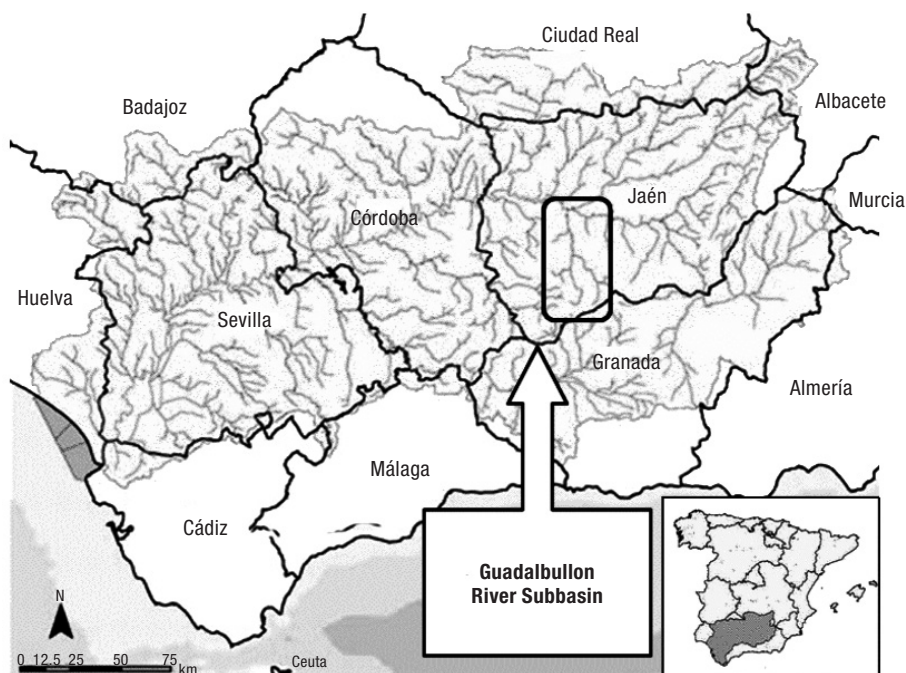 Ciudad Real
Badajoz
Albacete
Jaén
Murcia
Córdoba
Huelva
Sevilla
Granada
Almería
Málaga
Cádiz
Guadalbullon
River Subbasin
N
0 12.5 25 50 75
km
Ceuta